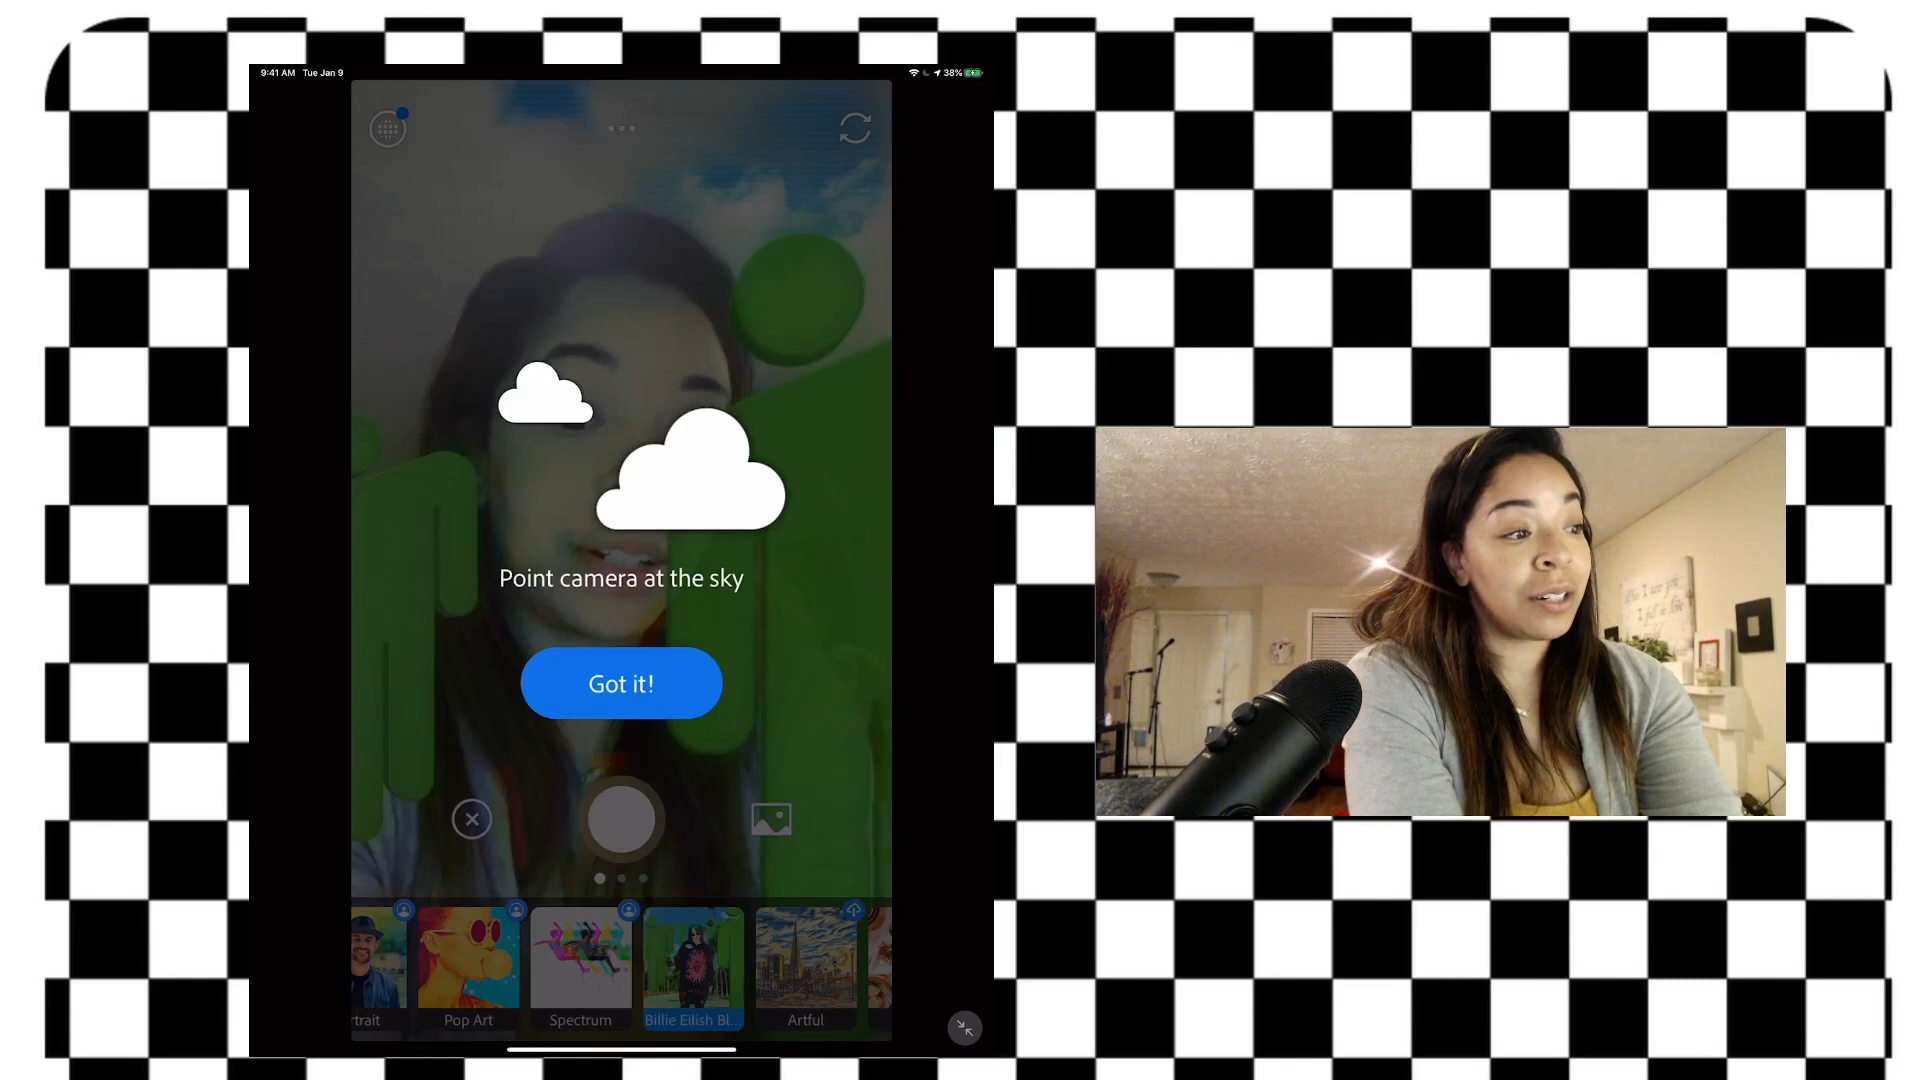 9:41 AM Tue Jan 9
38%
Point camera at the sky
Got it!
trait
Pop Art
Spectrum
Billie Eilish Bl...
Artful